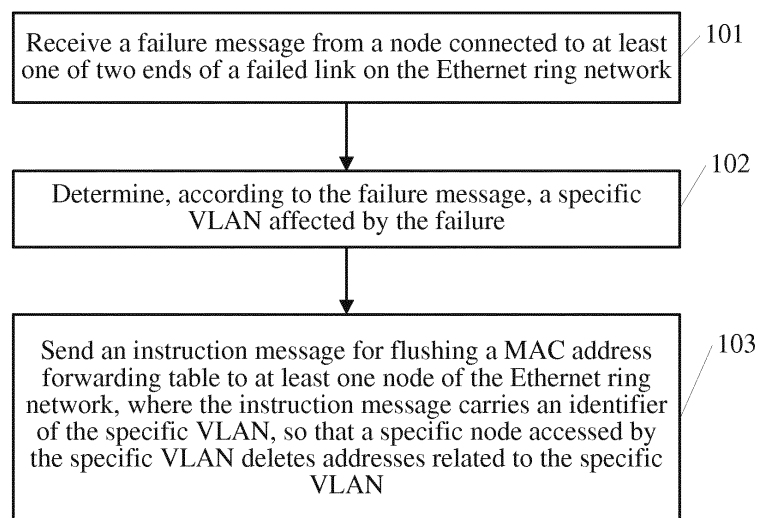 Receive a failure message from a node connected to at least
one of two ends of a failed link on the Ethernet ring network
101
Determine, according to the failure message, a specific
VLAN affected by the failure
102
Send an instruction message for flushing a MAC address
forwarding table to at least one node of the Ethernet ring
network, where the instruction message carries an identifier
of the specific VLAN, so that a specific node accessed by
the specific VLAN deletes addresses related to the specific
VLAN
103